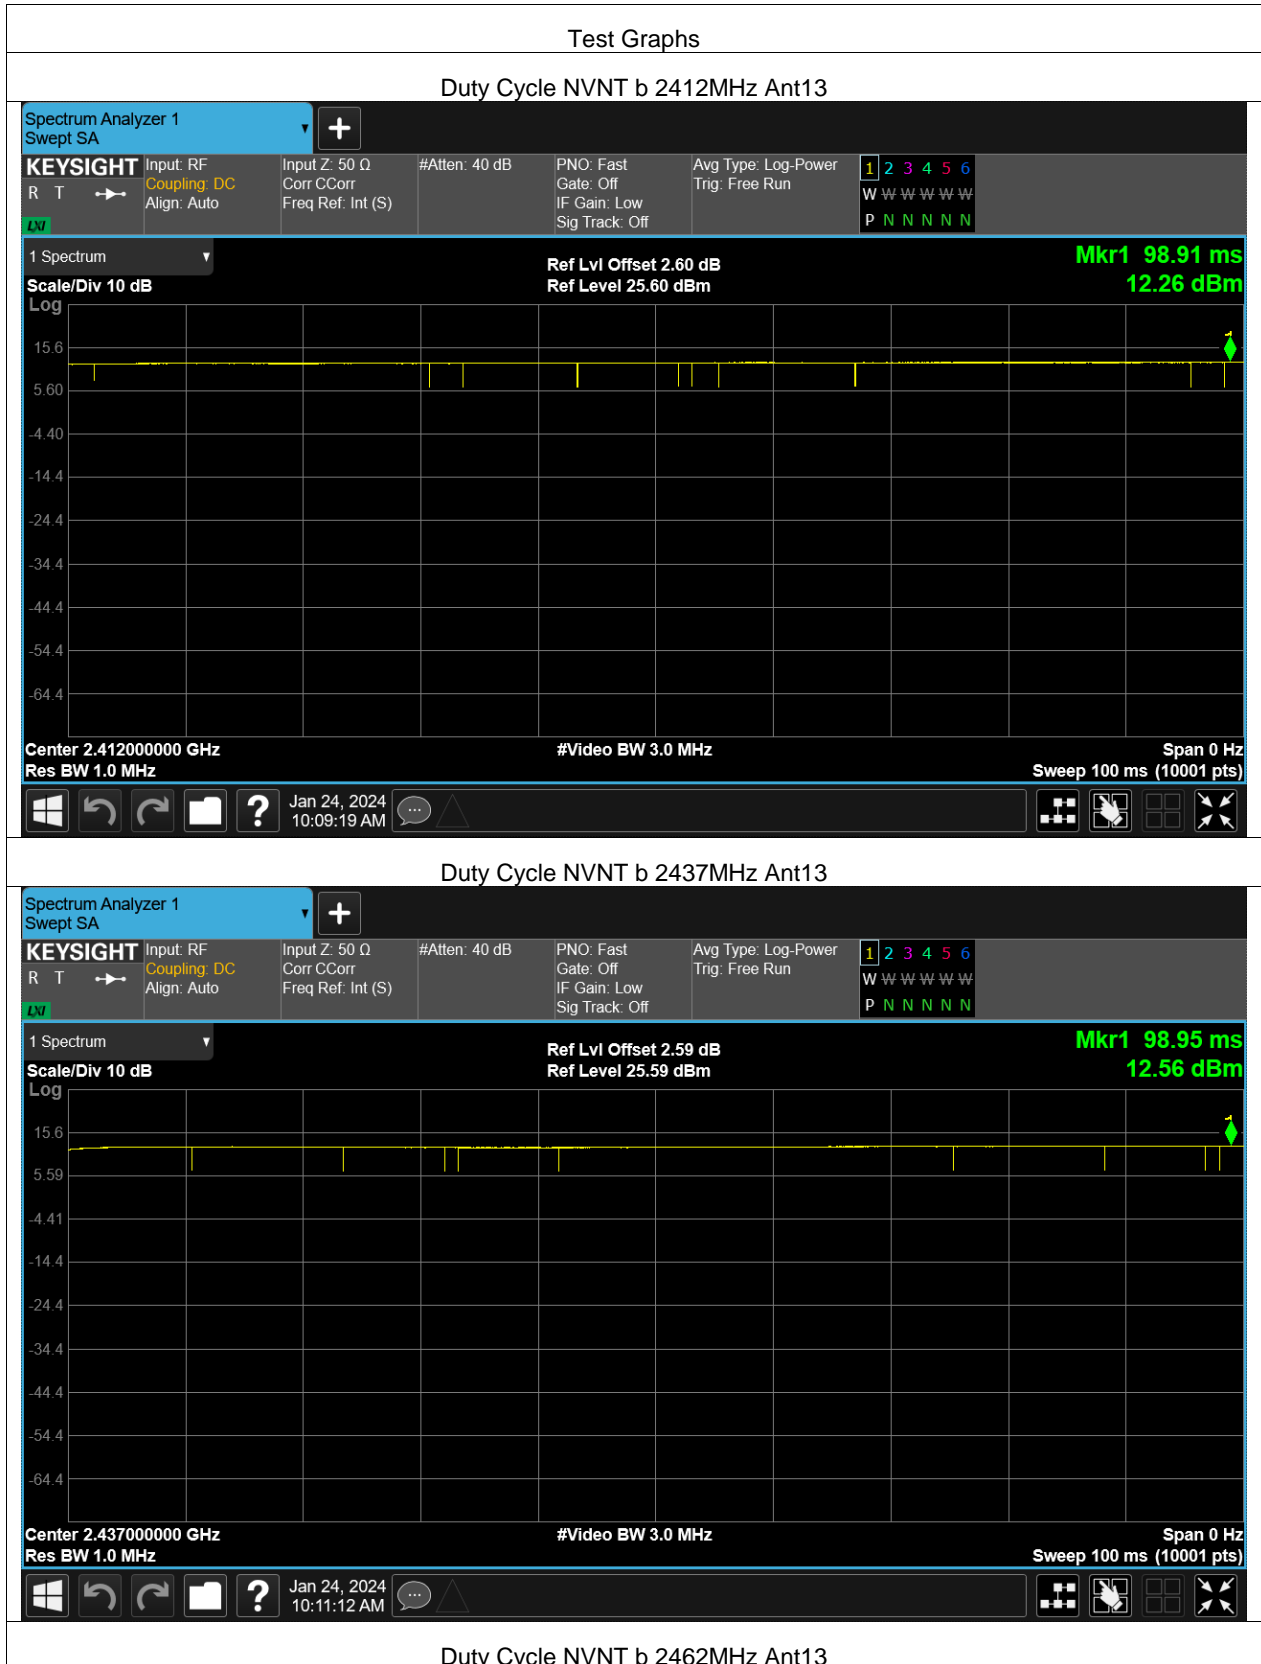 Test Graphs
Duty Cycle NVNT b 2412MHz Ant13
Spectrum Analyzer 1
Swept SA
KEYSIGHT
R T
LXI
Input: RF
Coupling: DC
Align: Auto
Input Z: 50 Ω
Corr CCorr
Freq Ref: Int (S)
#Atten: 40 dB
PNO: Fast
Gate: Off
IF Gain: Low
Sig Track: Off
Avg Type: Log-Power
Trig: Free Run
1 2 3 4 5 6
W W W W W W
P N N N N N
1 Spectrum
Scale/Div 10 dB
Log
Ref Lvl Offset 2.60 dB
Ref Level 25.60 dBm
Mkr1 98.91 ms
12.26 dBm
1
15.6
5.60
-4.40
-14.4
-24.4
-34.4
-44.4
-54.4
-64.4
Center 2.412000000 GHz
Res BW 1.0 MHz
#Video BW 3.0 MHz
Span 0 Hz
Sweep 100 ms (10001 pts)
?
Jan 24, 2024
10:09:19 AM
Duty Cycle NVNT b 2437MHz Ant13
Spectrum Analyzer 1
Swept SA
KEYSIGHT
R T
LXI
Input: RF
Coupling: DC
Align: Auto
Input Z: 50 Ω
Corr CCorr
Freq Ref: Int (S)
#Atten: 40 dB
PNO: Fast
Gate: Off
IF Gain: Low
Sig Track: Off
Avg Type: Log-Power
Trig: Free Run
1 2 3 4 5 6
W W W W W W
P N N N N N
1 Spectrum
Scale/Div 10 dB
Log
Ref Lvl Offset 2.59 dB
Ref Level 25.59 dBm
Mkr1 98.95 ms
12.56 dBm
1
15.6
5.59
-4.41
-14.4
-24.4
-34.4
-44.4
-54.4
-64.4
Center 2.437000000 GHz
Res BW 1.0 MHz
#Video BW 3.0 MHz
Span 0 Hz
Sweep 100 ms (10001 pts)
?
Jan 24, 2024
10:11:12 AM
Duty Cycle NVNT b 2462MHz Ant13